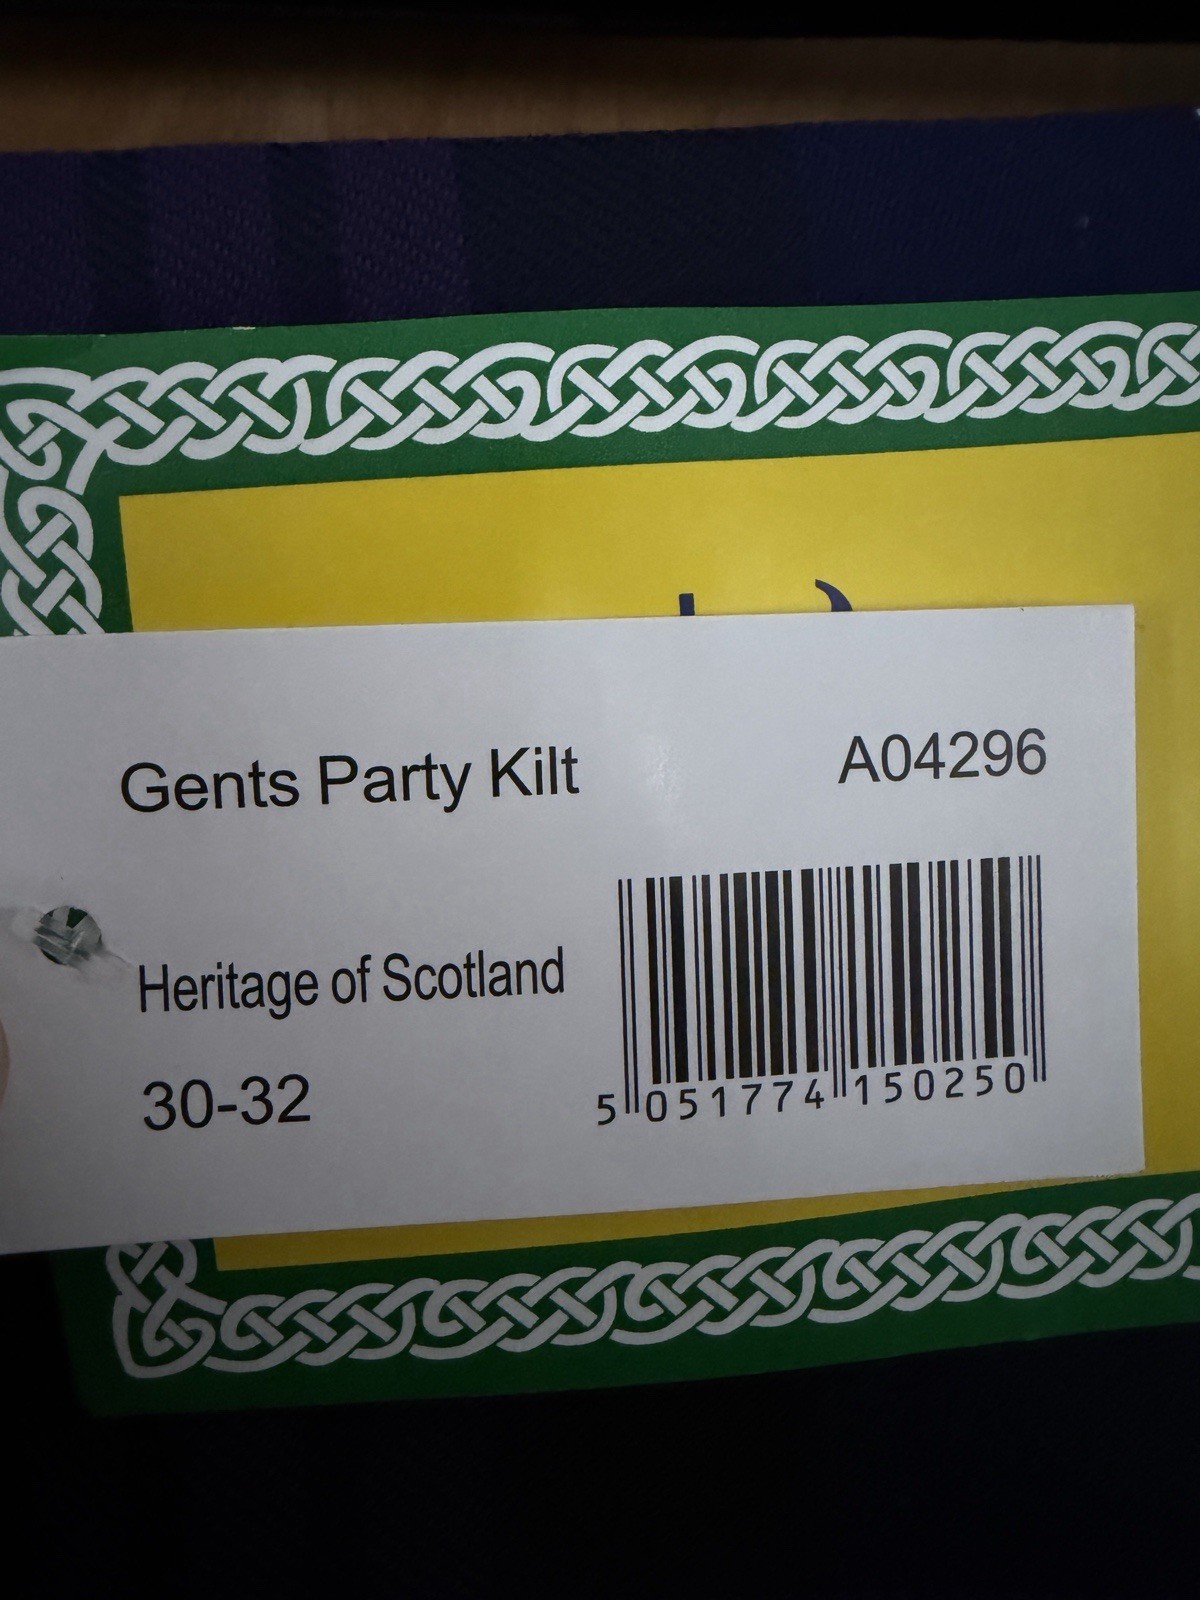 Gents Party Kilt
A04296
Heritage of Scotland
30-32
5 051774 150250